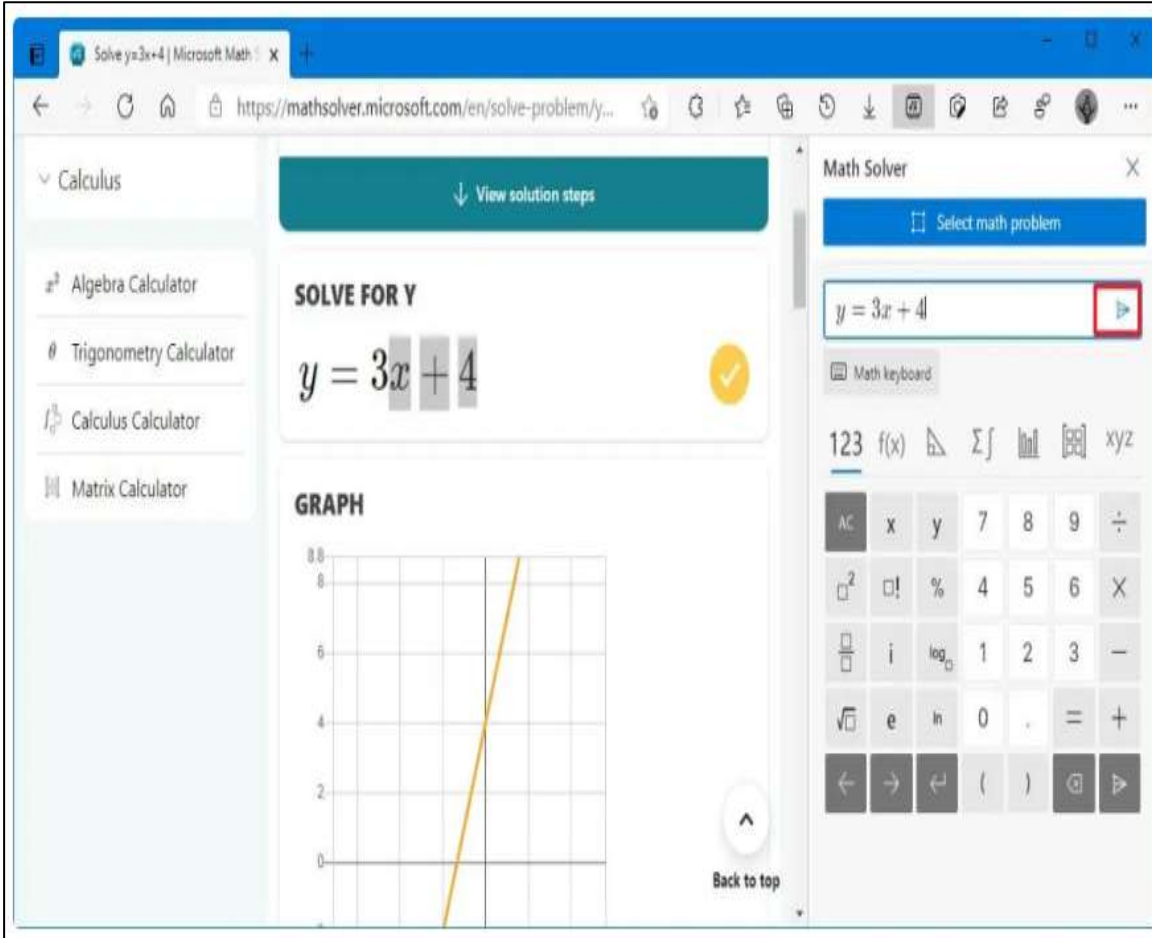 Solve y=3x+4 | Microsoft Math
https://mathsolver.microsoft.com/en/solve-problem/y...
Calculus
x² Algebra Calculator
θ Trigonometry Calculator
Calculus Calculator
Matrix Calculator
View solution steps
SOLVE FOR Y
y = 3x + 4
GRAPH
8.8
8
6
4
2
0
Back to top
Math Solver
Select math problem
y = 3x + 4
Math keyboard
123 f(x) Σ∫ xyz
AC x y 7 8 9 ÷
□² □! % 4 5 6 ×
□/□ i log□ 1 2 3 −
√□ e ln 0 . = +
← → ↵ ( )